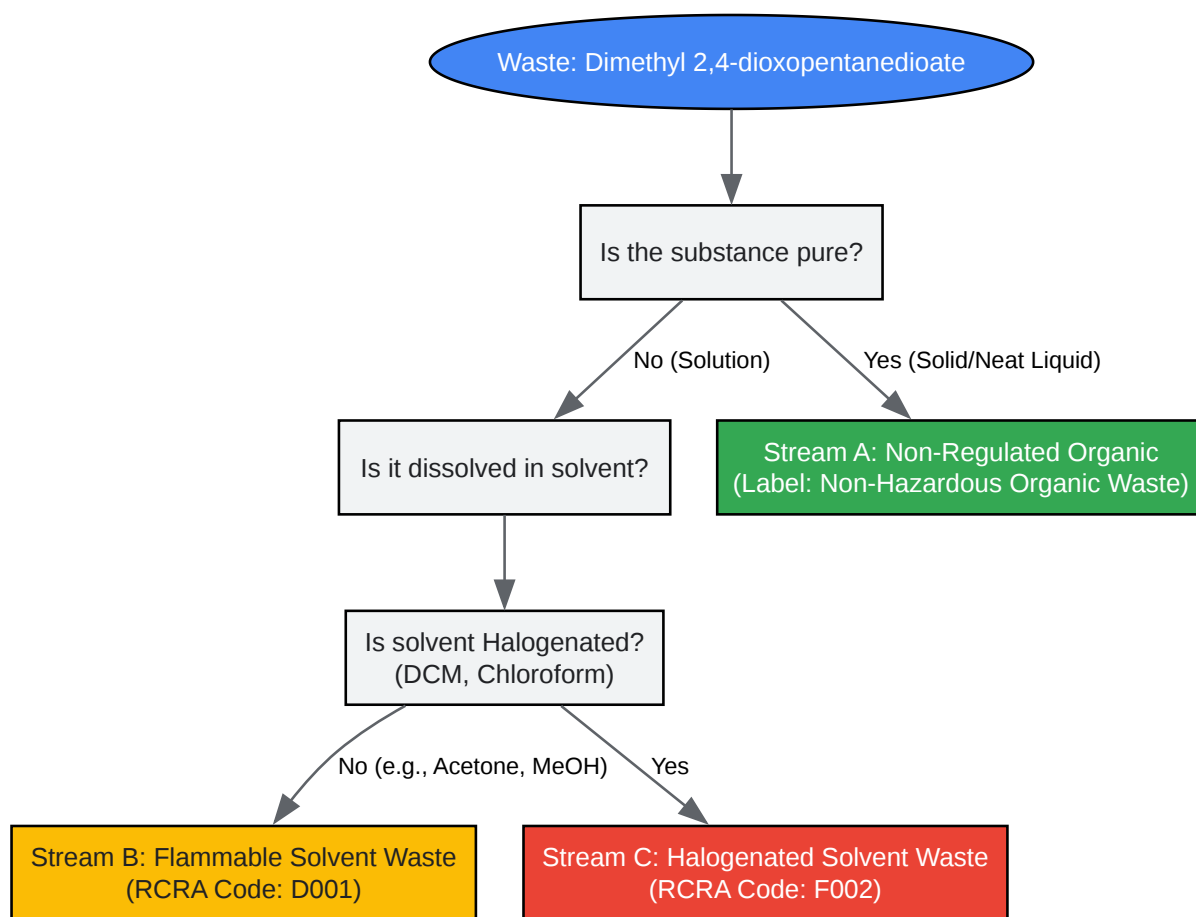 Waste: Dimethyl 2,4-dioxopentanedioate
Is the substance pure?
No (Solution)
Yes (Solid/Neat Liquid)
Is it dissolved in solvent?
Stream A: Non-Regulated Organic
(Label: Non-Hazardous Organic Waste)
Is solvent Halogenated?
(DCM, Chloroform)
No (e.g., Acetone, MeOH)
Yes
Stream B: Flammable Solvent Waste
(RCRA Code: D001)
Stream C: Halogenated Solvent Waste
(RCRA Code: F002)